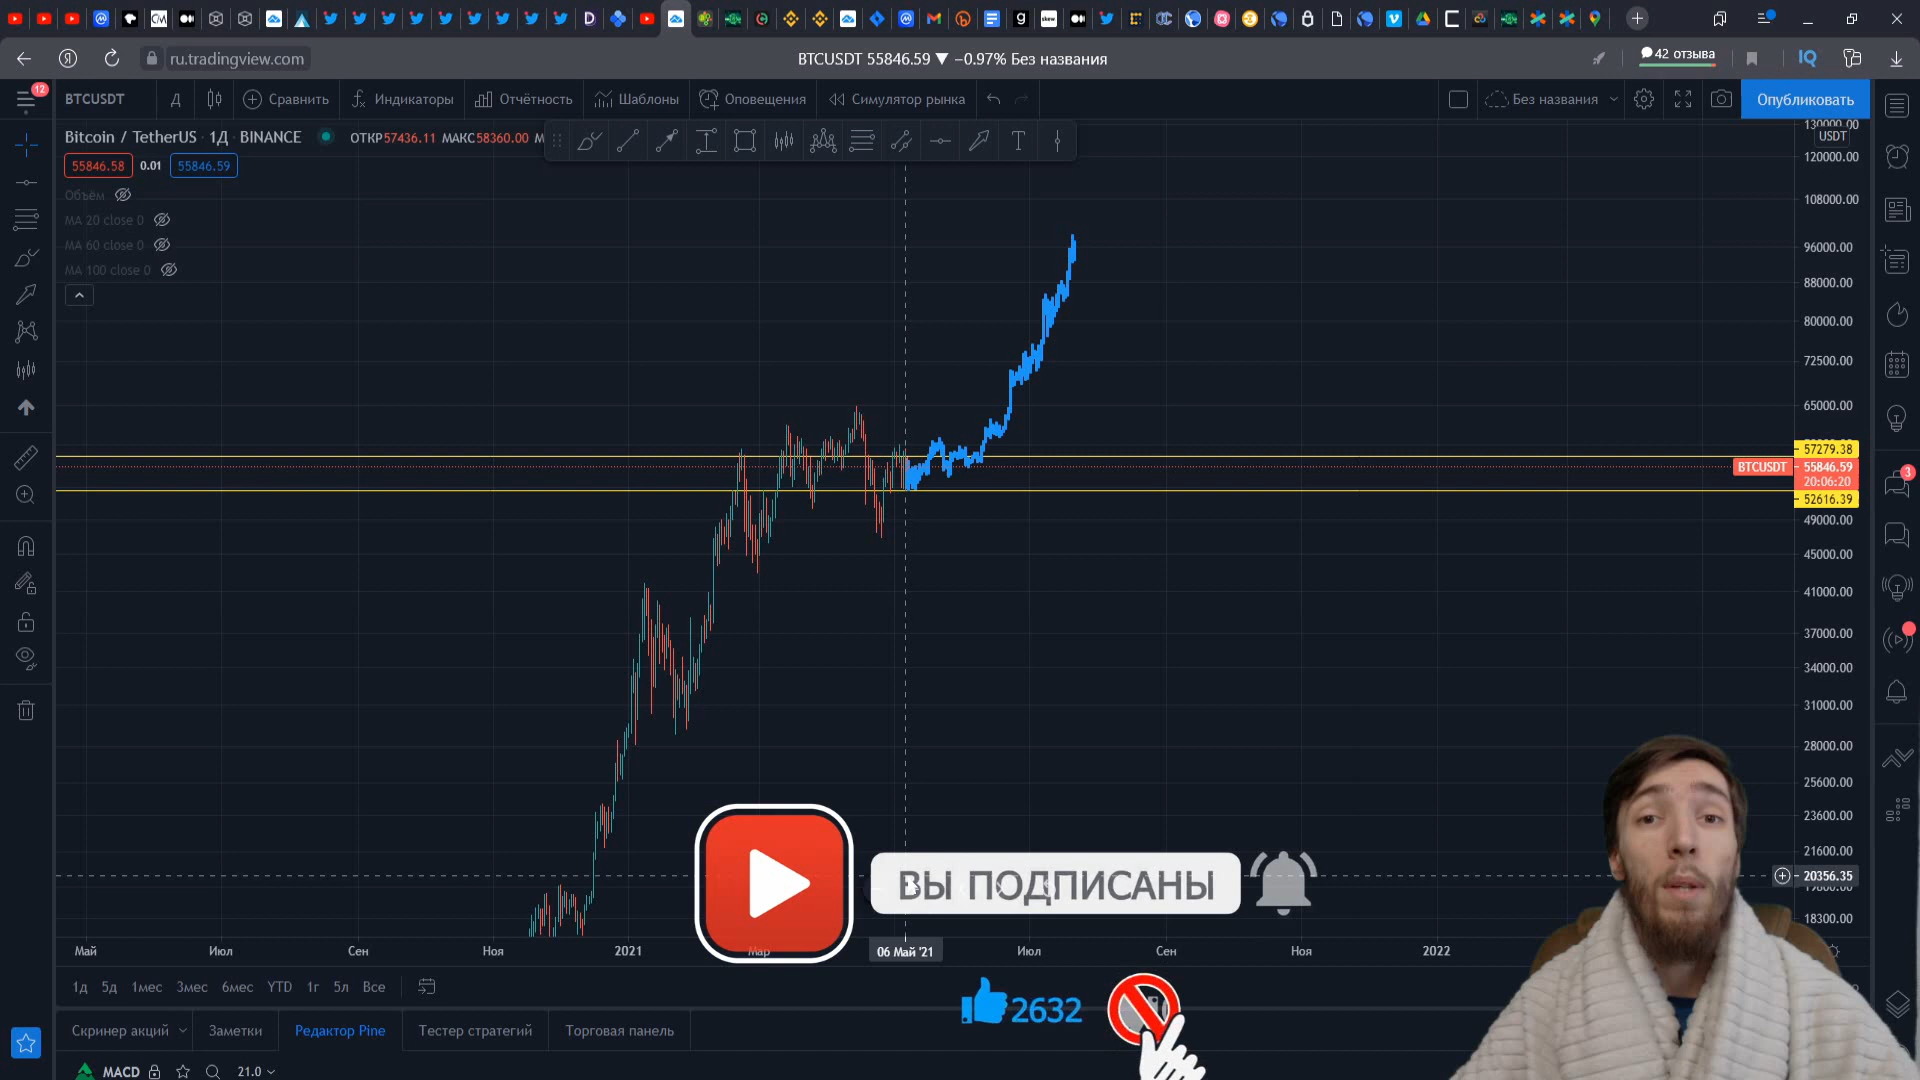 ru.tradingview.com
BTCUSDT 55846.59 ▼ −0.97% Без названия
42 отзыва
12
BTCUSDT
Д
Сравнить
Индикаторы
Отчётность
Шаблоны
Оповещения
Симулятор рынка
Без названия
Опубликовать
Bitcoin / TetherUS · 1Д · BINANCE
ОТКР57436.11 МАКС58360.00
55846.58
0.01
55846.59
Объём
MA 20 close 0
MA 60 close 0
MA 100 close 0
130000.00
USDT
120000.00
108000.00
96000.00
88000.00
80000.00
72500.00
65000.00
57279.38
BTCUSDT
55846.59
20:06:20
52616.39
49000.00
45000.00
41000.00
37000.00
34000.00
31000.00
28000.00
25600.00
23600.00
21600.00
20356.35
18300.00
3
ВЫ ПОДПИСАНЫ
Май
Июл
Сен
Ноя
2021
Мар
06 Май '21
Июл
Сен
Ноя
2022
1д
5д
1мес
3мес
6мес
YTD
1г
5л
Все
2632
Скринер акций
Заметки
Редактор Pine
Тестер стратегий
Торговая панель
MACD
21.0